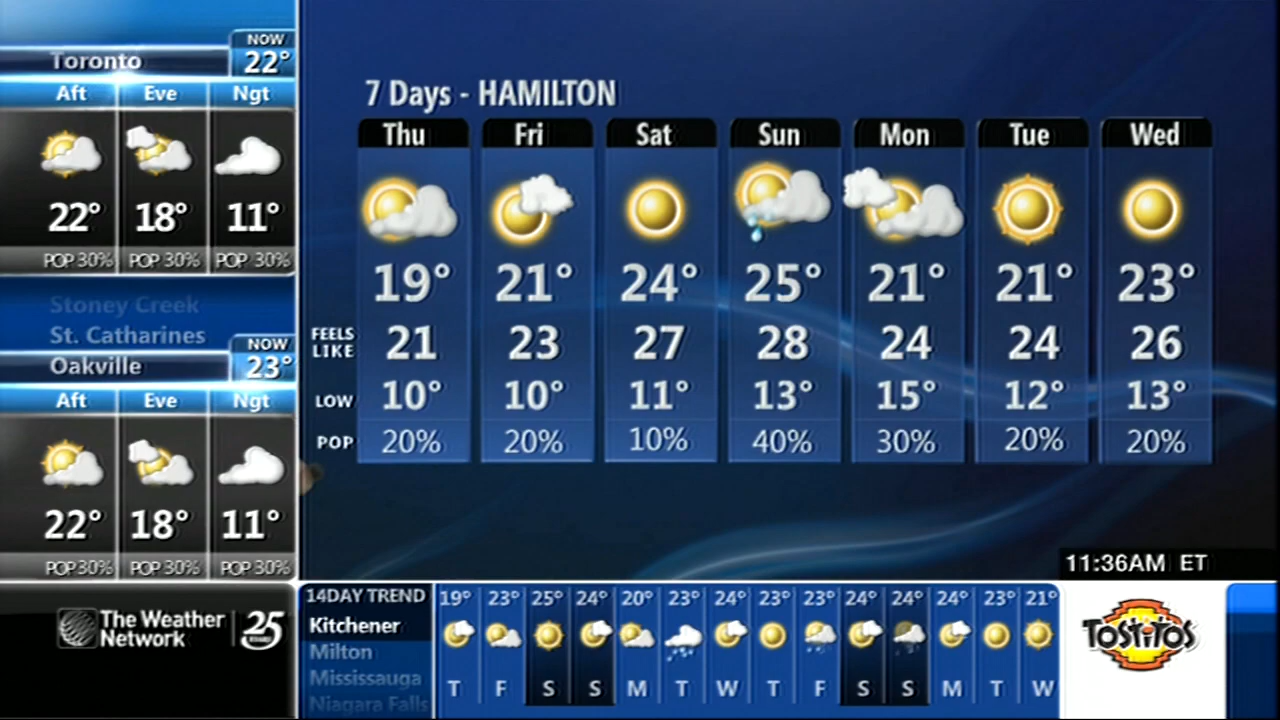 NOW
Toronto 22°
Aft Eve Ngt
22° 18° 11°
POP 30% POP 30% POP 30%
Stoney Creek
St. Catharines
NOW
Oakville 23°
Aft Eve Ngt
22° 18° 11°
POP 30% POP 30% POP 30%
7 Days - HAMILTON
Thu Fri Sat Sun Mon Tue Wed
19° 21° 24° 25° 21° 21° 23°
FEELS LIKE 21 23 27 28 24 24 26
LOW 10° 10° 11° 13° 15° 12° 13°
POP 20% 20% 10% 40% 30% 20% 20%
11:36AM ET
The Weather
Network 25
YEARS
14DAY TREND 19° 23° 25° 24° 20° 23° 24° 23° 23° 24° 24° 24° 23° 21°
Kitchener
Milton
Mississauga
Niagara Falls
T F S S M T W T F S S M T W
TOSTITOS